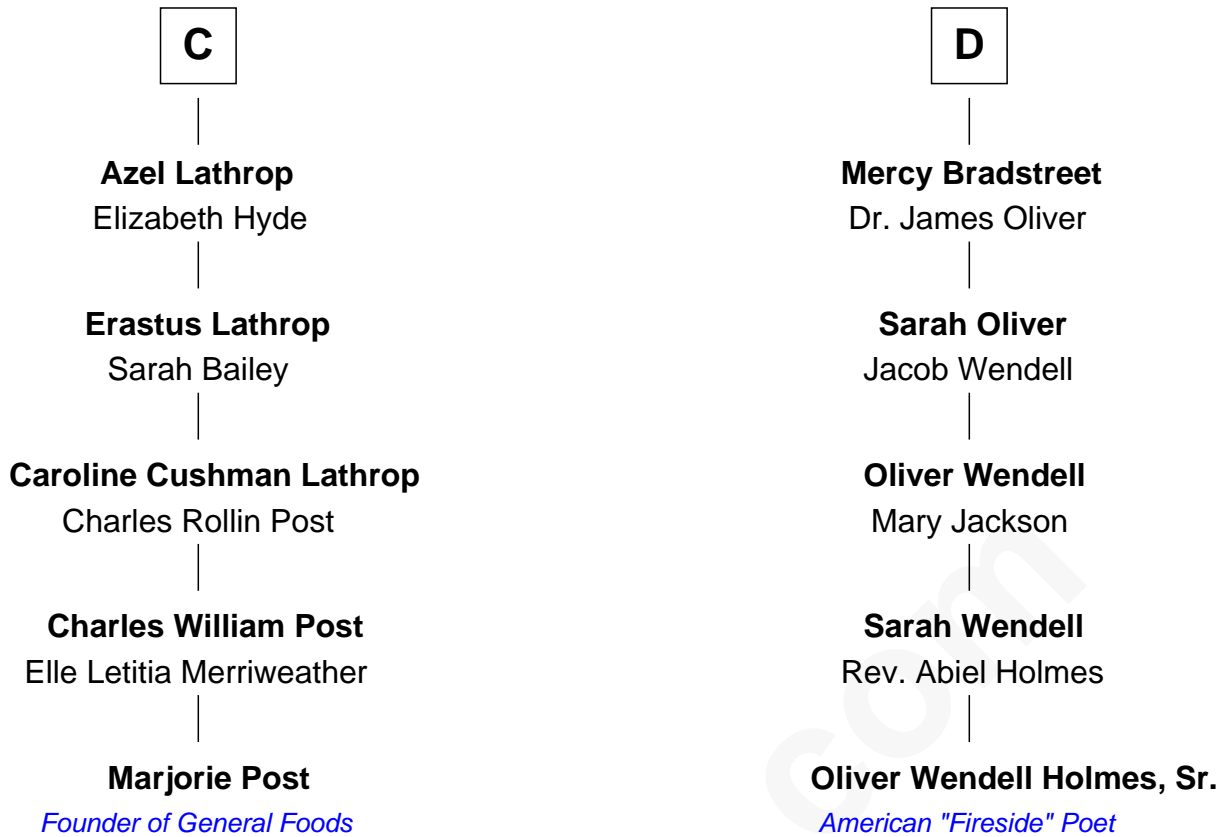 C
Azel Lathrop
Elizabeth Hyde
Erastus Lathrop
Sarah Bailey
Caroline Cushman Lathrop
Charles Rollin Post
Charles William Post
Elle Letitia Merriweather
Marjorie Post
Founder of General Foods
D
Mercy Bradstreet
Dr. James Oliver
Sarah Oliver
Jacob Wendell
Oliver Wendell
Mary Jackson
Sarah Wendell
Rev. Abiel Holmes
Oliver Wendell Holmes, Sr.
American "Fireside" Poet
com